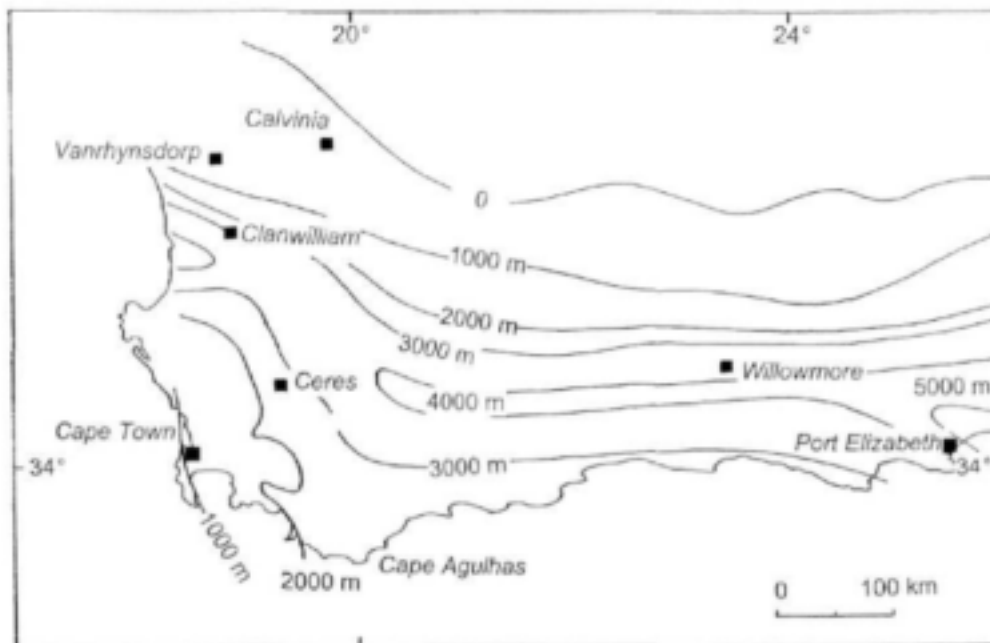 20° 24°
Calvinia
Vanrhynsdorp
0
Clanwilliam
1000 m
2000 m
3000 m
Ceres
Willowmore
4000 m
5000 m
Cape Town
Port Elizabeth
34° 3000 m 34°
1000 m
Cape Agulhas
2000 m
0 100 km